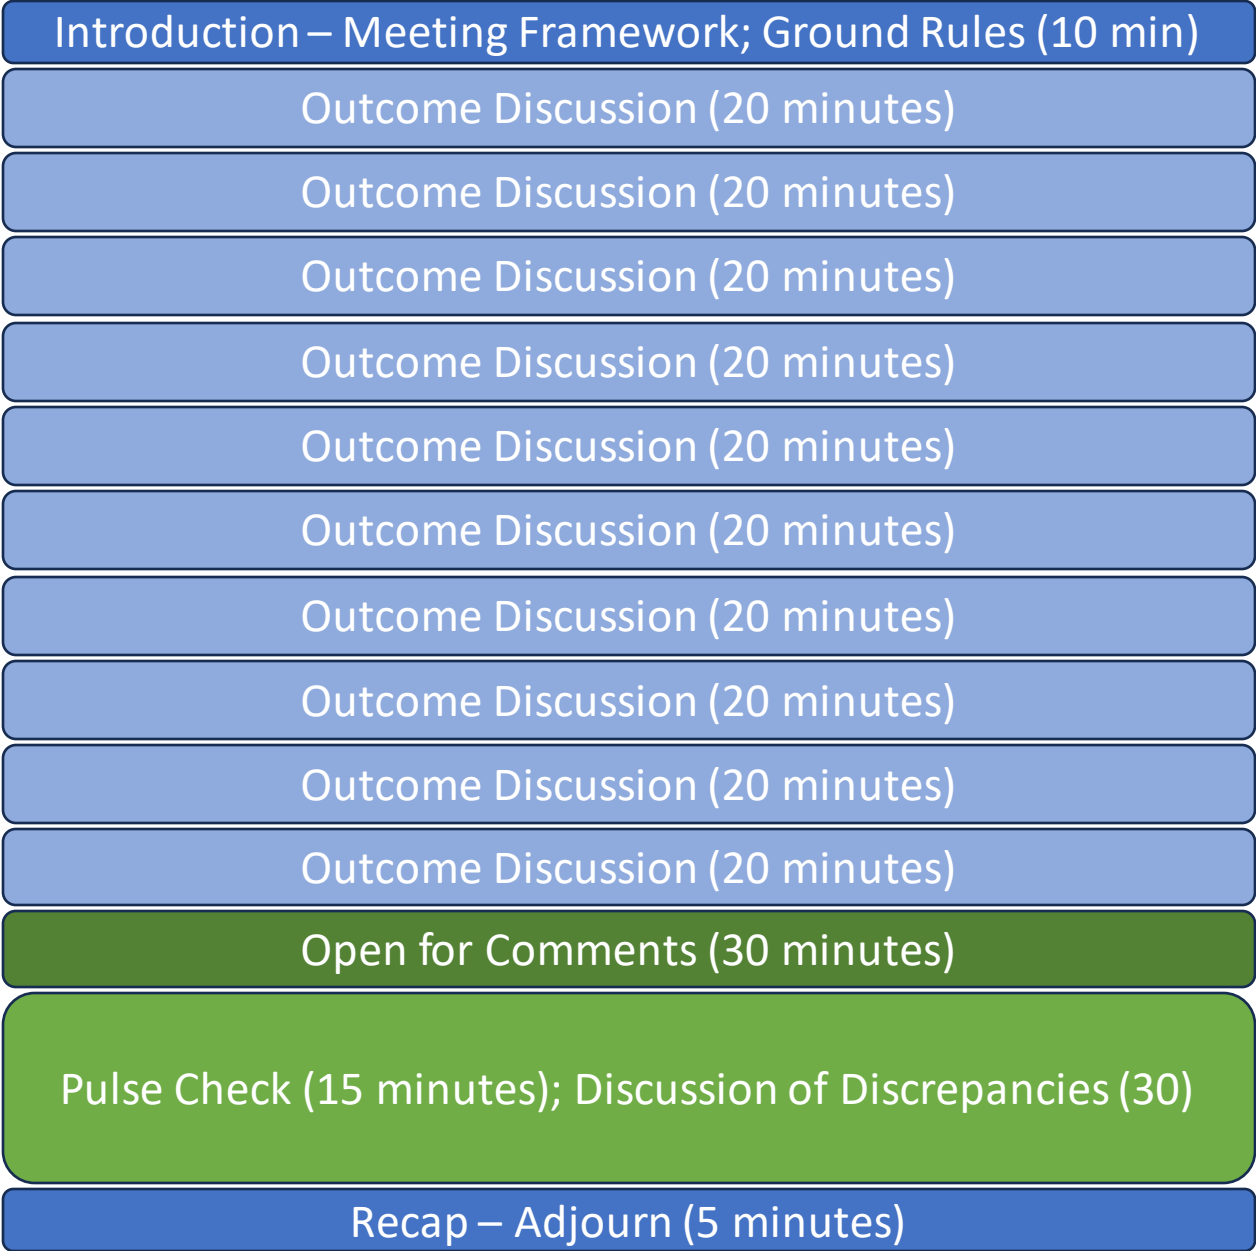 Introduction – Meeting Framework; Ground Rules (10 min)
Outcome Discussion (20 minutes)
Outcome Discussion (20 minutes)
Outcome Discussion (20 minutes)
Outcome Discussion (20 minutes)
Outcome Discussion (20 minutes)
Outcome Discussion (20 minutes)
Outcome Discussion (20 minutes)
Outcome Discussion (20 minutes)
Outcome Discussion (20 minutes)
Outcome Discussion (20 minutes)
Open for Comments (30 minutes)
Pulse Check (15 minutes); Discussion of Discrepancies (30)
Recap – Adjourn (5 minutes)